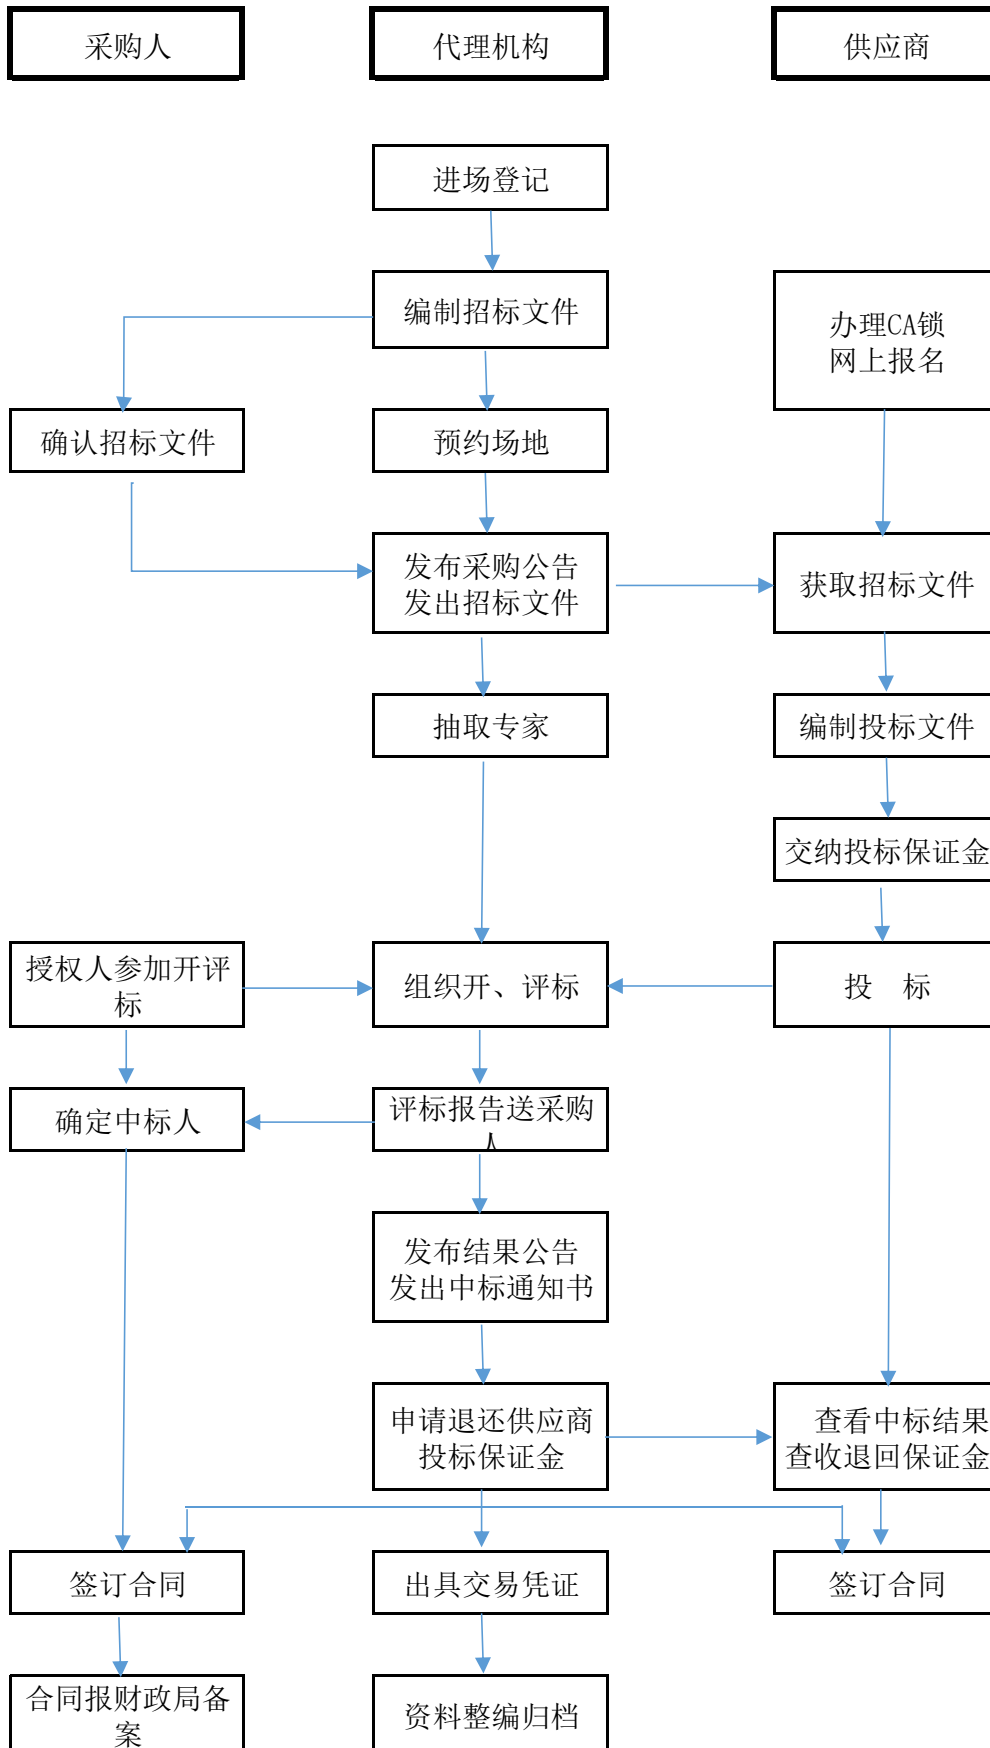 采购人
代理机构
供应商
进场登记
编制招标文件
办理CA锁
网上报名
确认招标文件
预约场地
发布采购公告
发出招标文件
获取招标文件
抽取专家
编制投标文件
交纳投标保证金
授权人参加开评
标
组织开、评标
投 标
确定中标人
评标报告送采购
人
发布结果公告
发出中标通知书
申请退还供应商
投标保证金
查看中标结果
查收退回保证金
签订合同
出具交易凭证
签订合同
合同报财政局备
案
资料整编归档